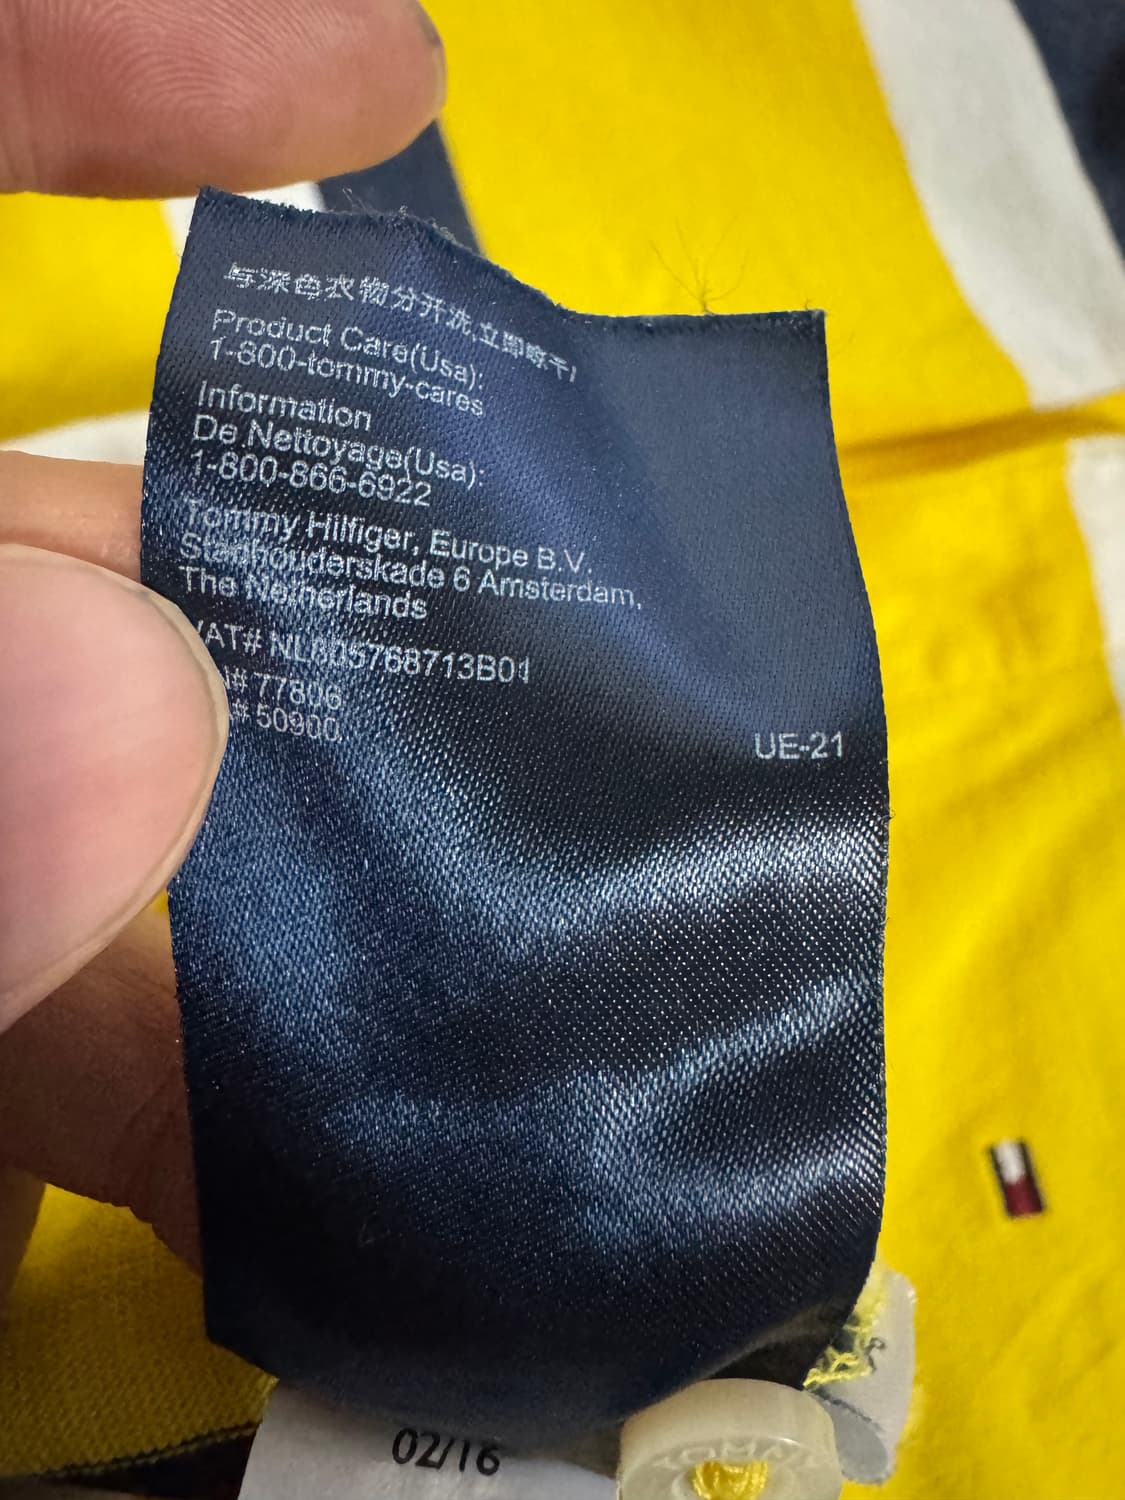 与深色衣物分开洗,立即晾干/
Product Care(Usa):
1-800-tommy-cares
Information
De Nettoyage(Usa):
1-800-866-6922
Tommy Hilfiger, Europe B.V.
Stadhouderskade 6 Amsterdam,
The Netherlands
VAT# NL805768713B01
# 77806
# 50900
UE-21
02/16
TOMMY